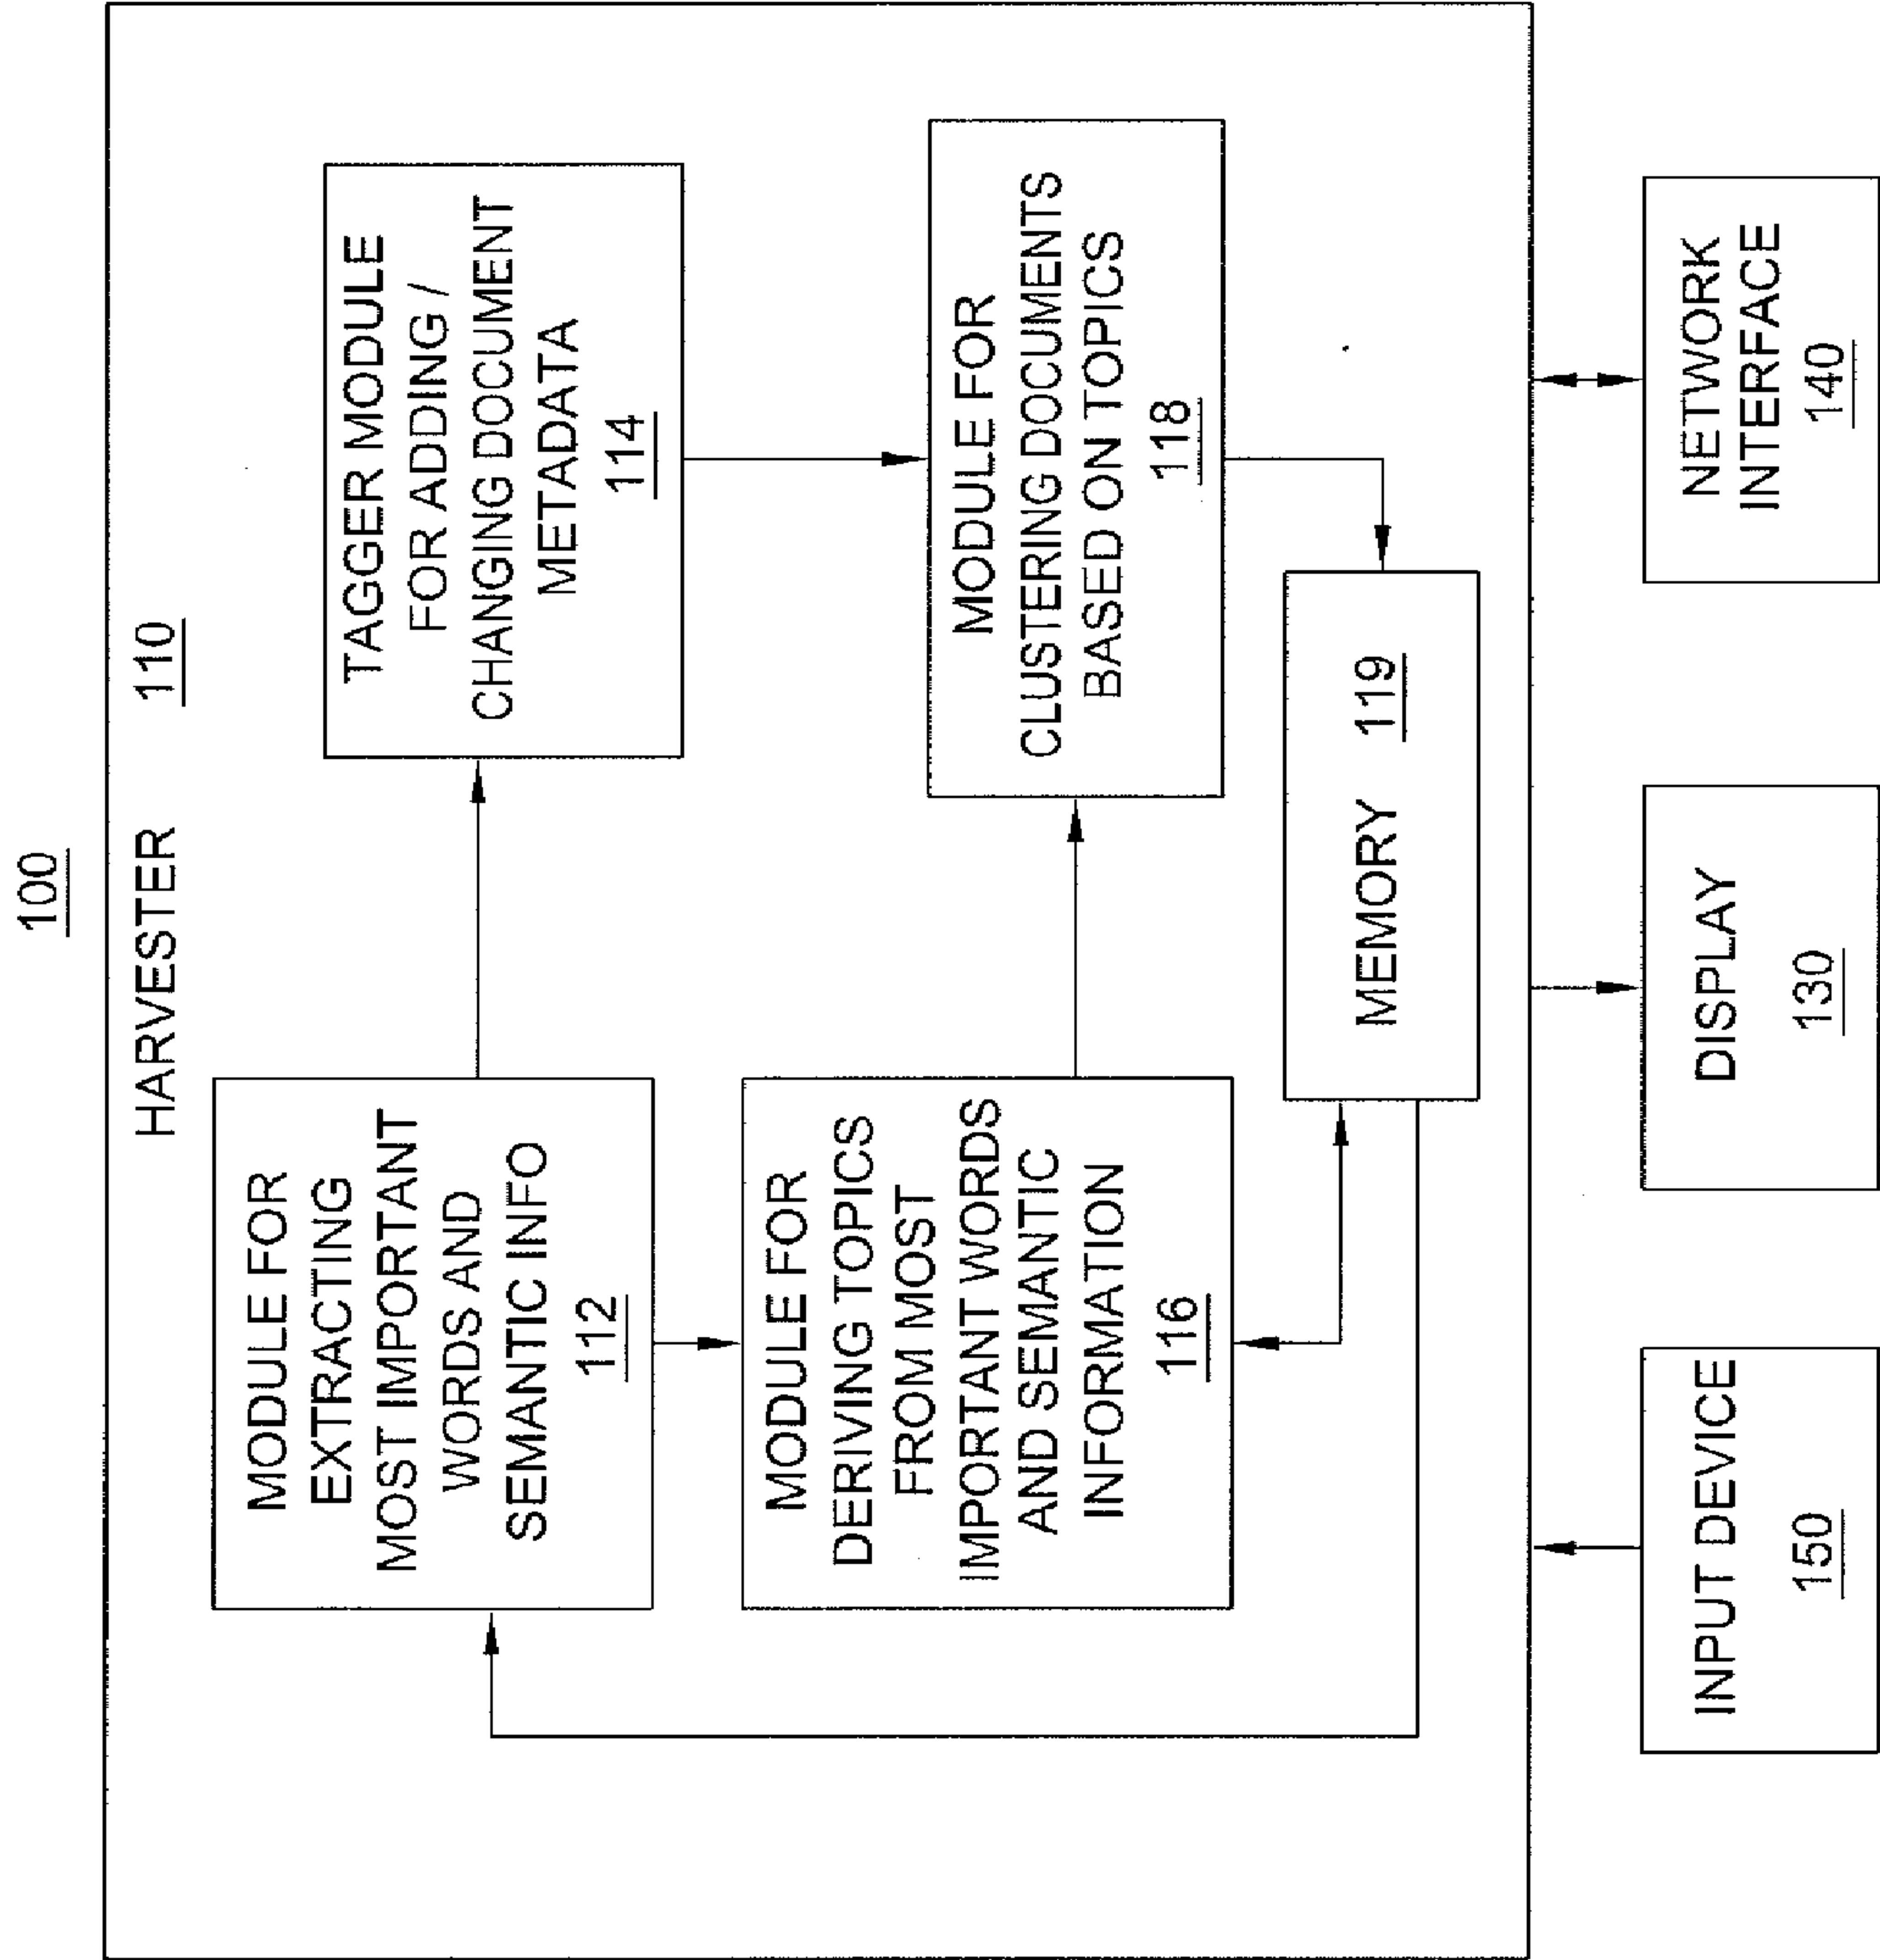 100
HARVESTER 110
MODULE FOR
EXTRACTING
MOST IMPORTANT
WORDS AND
SEMANTIC INFO
112
TAGGER MODULE
FOR ADDING /
CHANGING DOCUMENT
METADATA
114
MODULE FOR
DERIVING TOPICS
FROM MOST
IMPORTANT WORDS
AND SEMANTIC
INFORMATION
116
MODULE FOR
CLUSTERING DOCUMENTS
BASED ON TOPICS
118
MEMORY 119
INPUT DEVICE
150
DISPLAY
130
NETWORK
INTERFACE
140